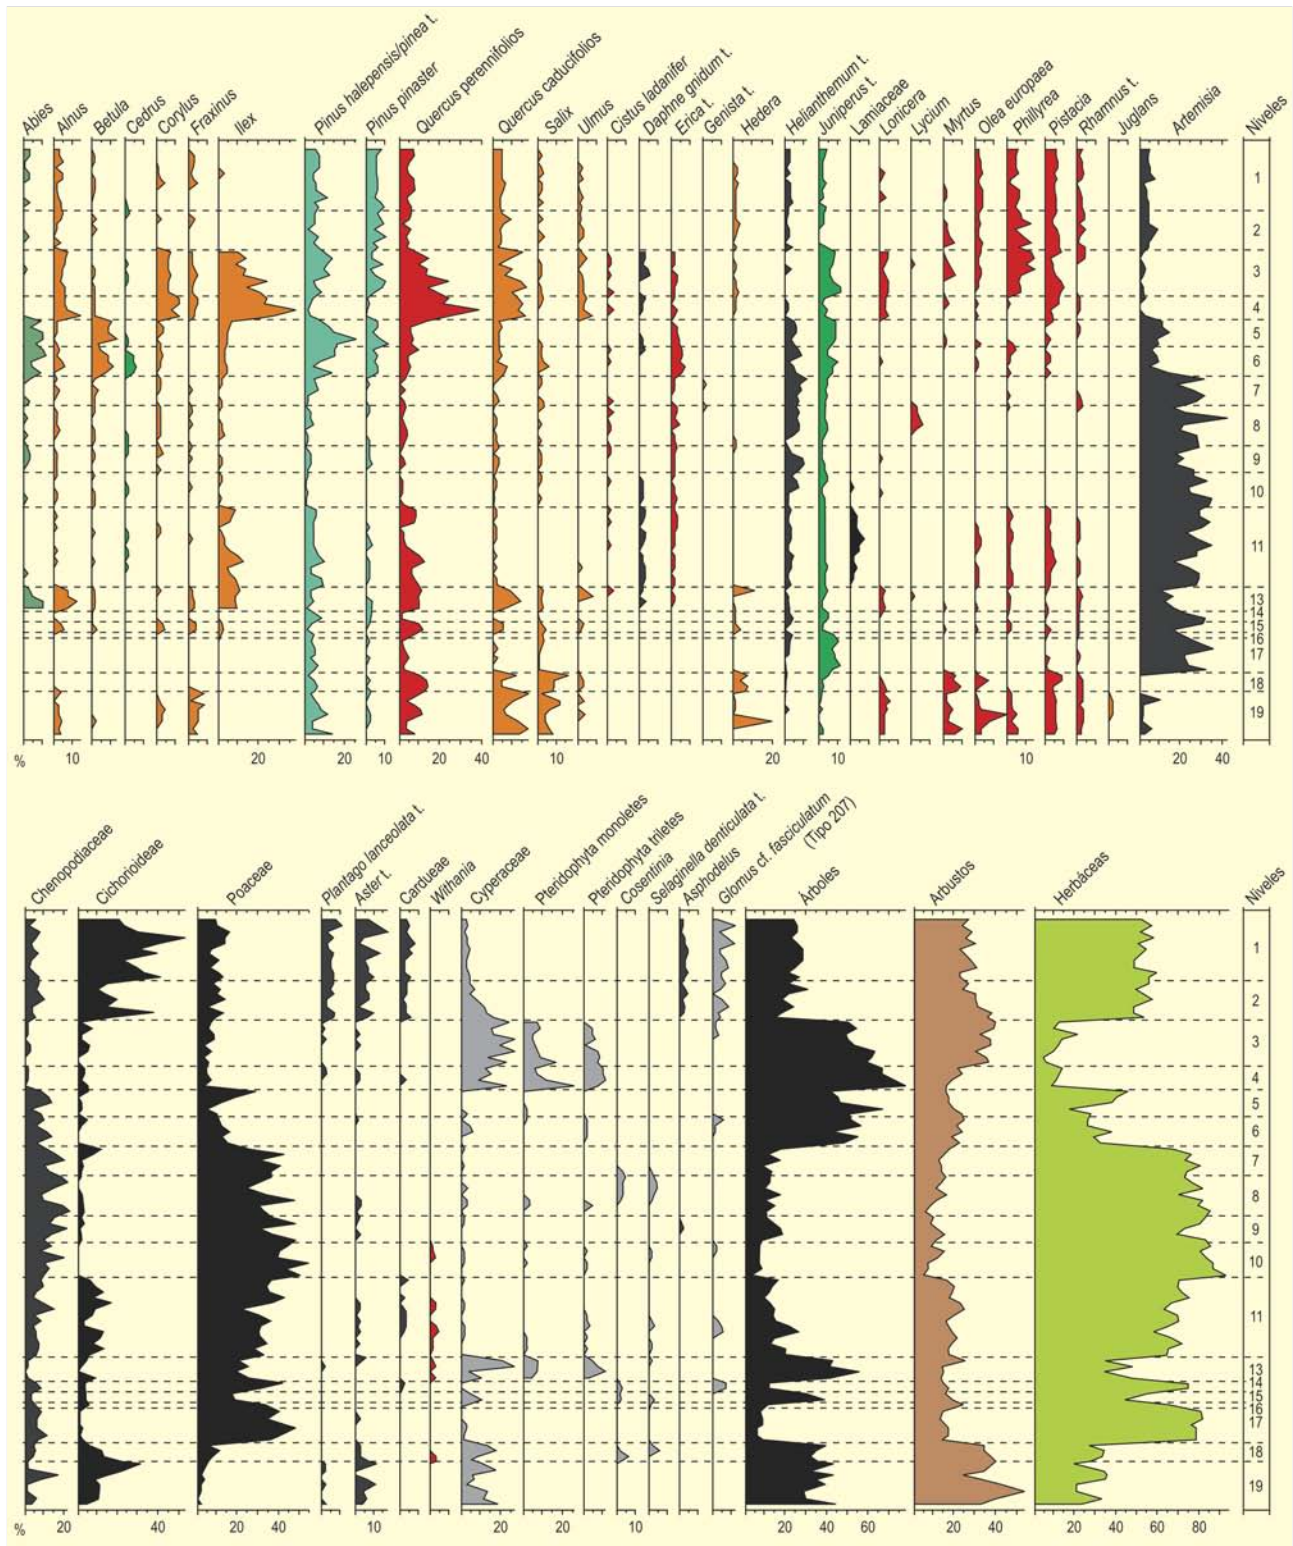 Abies
Alnus
Betula
Cedrus
Corylus
Fraxinus
Ilex
Pinus halepensis/pinea t.
Pinus pinaster
Quercus perennifolios
Quercus caducifolios
Salix
Ulmus
Cistus ladanifer
Daphne gnidium t.
Erica t.
Genista t.
Hedera
Helianthemum t.
Juniperus t.
Lamiaceae
Lonicera
Lycium
Myrtus
Olea europaea
Phillyrea
Pistacia
Rhamnus t.
Juglans
Artemisia
Niveles
1
2
3
4
5
6
7
8
9
10
11
13
14
15
16
17
18
19
% 10 20 20 10 20 40 10 20 10 10 20 40
Chenopodiaceae
Cichorioideae
Poaceae
Plantago lanceolata t.
Aster t.
Cardueae
Withania
Cyperaceae
Pteridophyta monoletes
Pteridophyta triletes
Cosentinia
Selaginella denticulata t.
Asphodelus
Glomus cf. fasciculatum
(Tipo 207)
Árboles
Arbustos
Herbáceas
Niveles
1
2
3
4
5
6
7
8
9
10
11
13
14
15
16
17
18
19
% 20 40 20 40 10 20 20 10 20 40 60 20 40 20 40 60 80